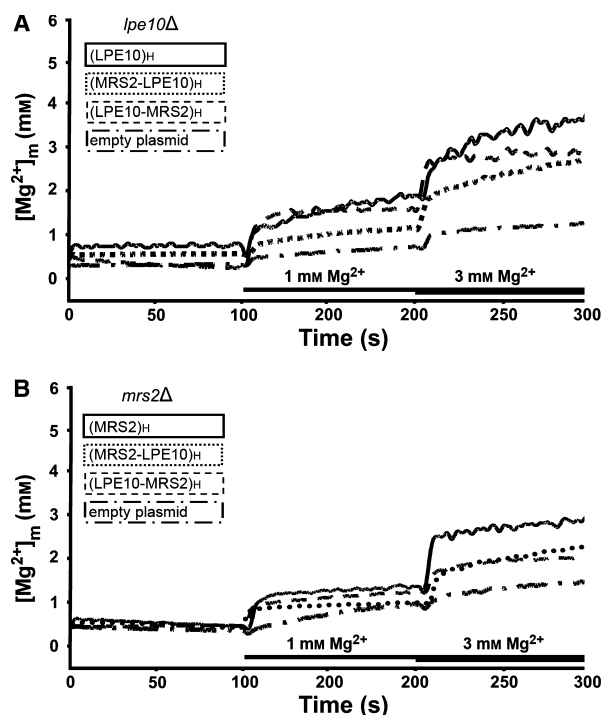 A
lpe10Δ
(LPE10)H
(MRS2-LPE10)H
(LPE10-MRS2)H
empty plasmid
[Mg2+]m (mM)
6
5
4
3
2
1
0
1 mM Mg2+
3 mM Mg2+
0
50
100
150
200
250
300
Time (s)
B
mrs2Δ
(MRS2)H
(MRS2-LPE10)H
(LPE10-MRS2)H
empty plasmid
[Mg2+]m (mM)
6
5
4
3
2
1
0
1 mM Mg2+
3 mM Mg2+
0
50
100
150
200
250
300
Time (s)